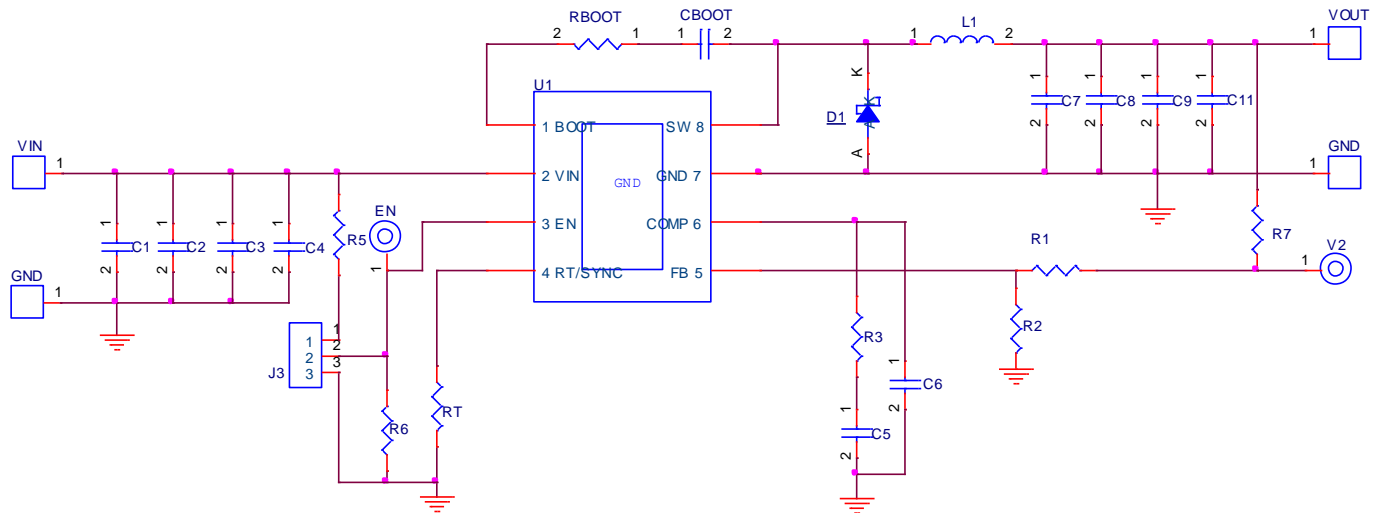 RBOOT CBOOT L1 VOUT
2 1 1 2 1 2 1
U1
K
1 1 1 1
C7 C8 C9 C11
D1
A K
2 2 2 2
A
1 BOOT SW 8
VIN 1
2 VIN GND GND 7
1 GND
EN
3 EN COMP 6
1 1 1 1
C1 C2 C3 C4 R5
2 2 2 2
R1 R7 V2
1
4 RT/SYNC FB 5
1
GND 1
R2
R3
1 1
2 2
3 3
J3
1
C6
2
RT
R6
1
C5
2